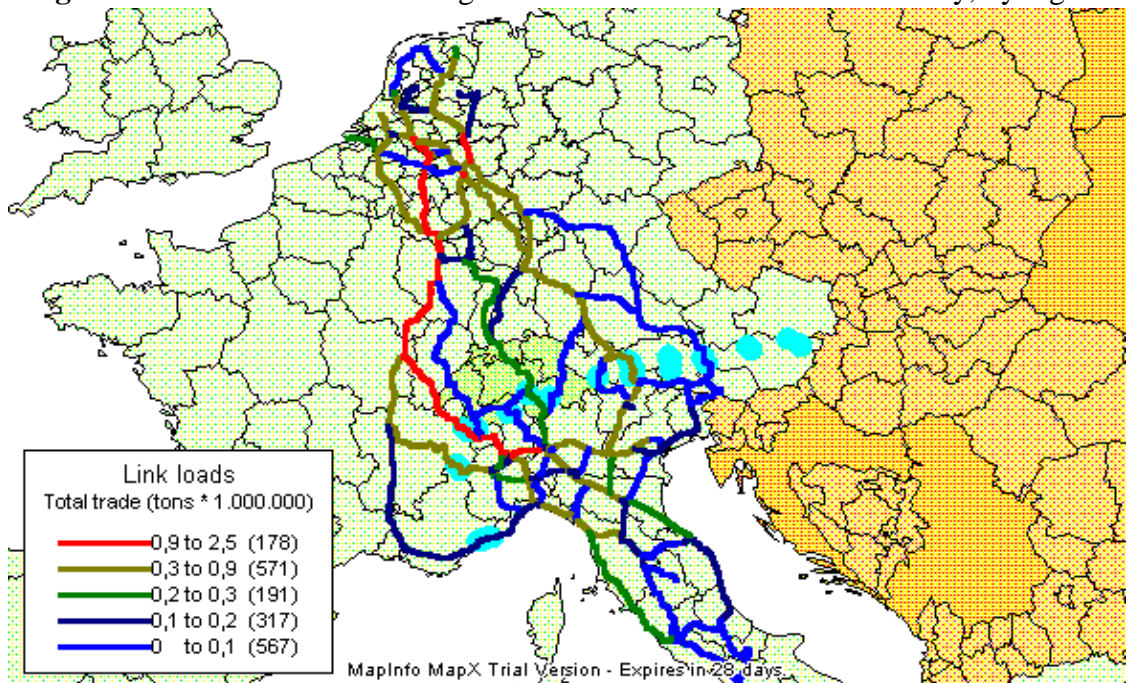 Link loads
Total trade (tons * 1.000.000)
0,9 to 2,5 (178)
0,3 to 0,9 (571)
0,2 to 0,3 (191)
0,1 to 0,2 (317)
0 to 0,1 (567)
MapInfo MapX Trial Version - Expires in 28 days